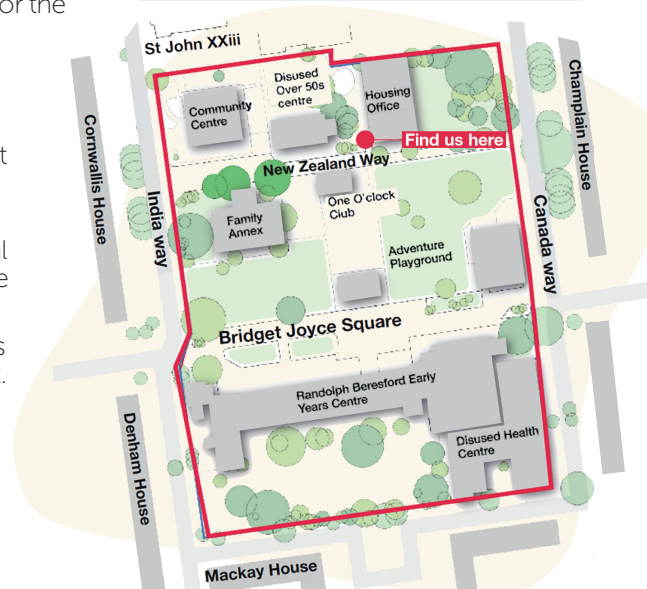 or the
t
al
e
s
t.
St John XXiii
Disused
Over 50s
centre
Housing
Office
Community
Centre
Find us here
New Zealand Way
Champlain House
Cornwallis House
India way
Family
Annex
One O'clock
Club
Canada way
Adventure
Playground
Bridget Joyce Square
Randolph Beresford Early
Years Centre
Disused Health
Centre
Denham House
Mackay House